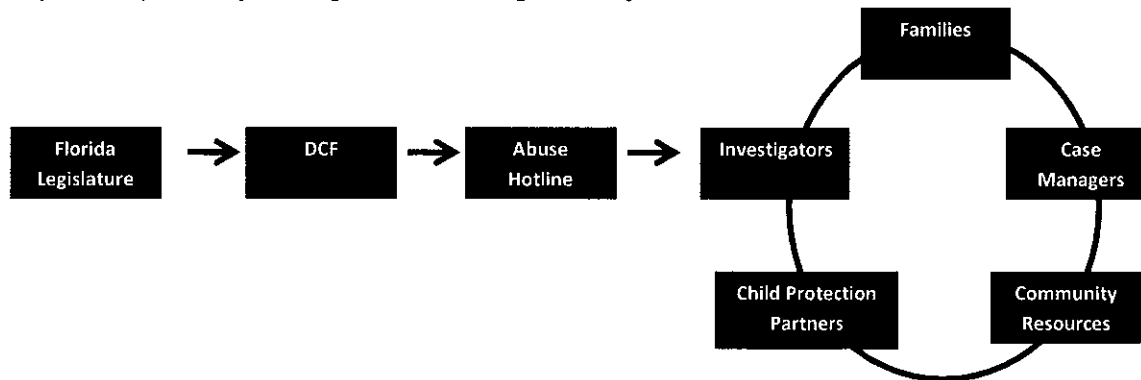 Families
Florida
Legislature
DCF
Abuse
Hotline
Investigators
Case
Managers
Child Protection
Partners
Community
Resources